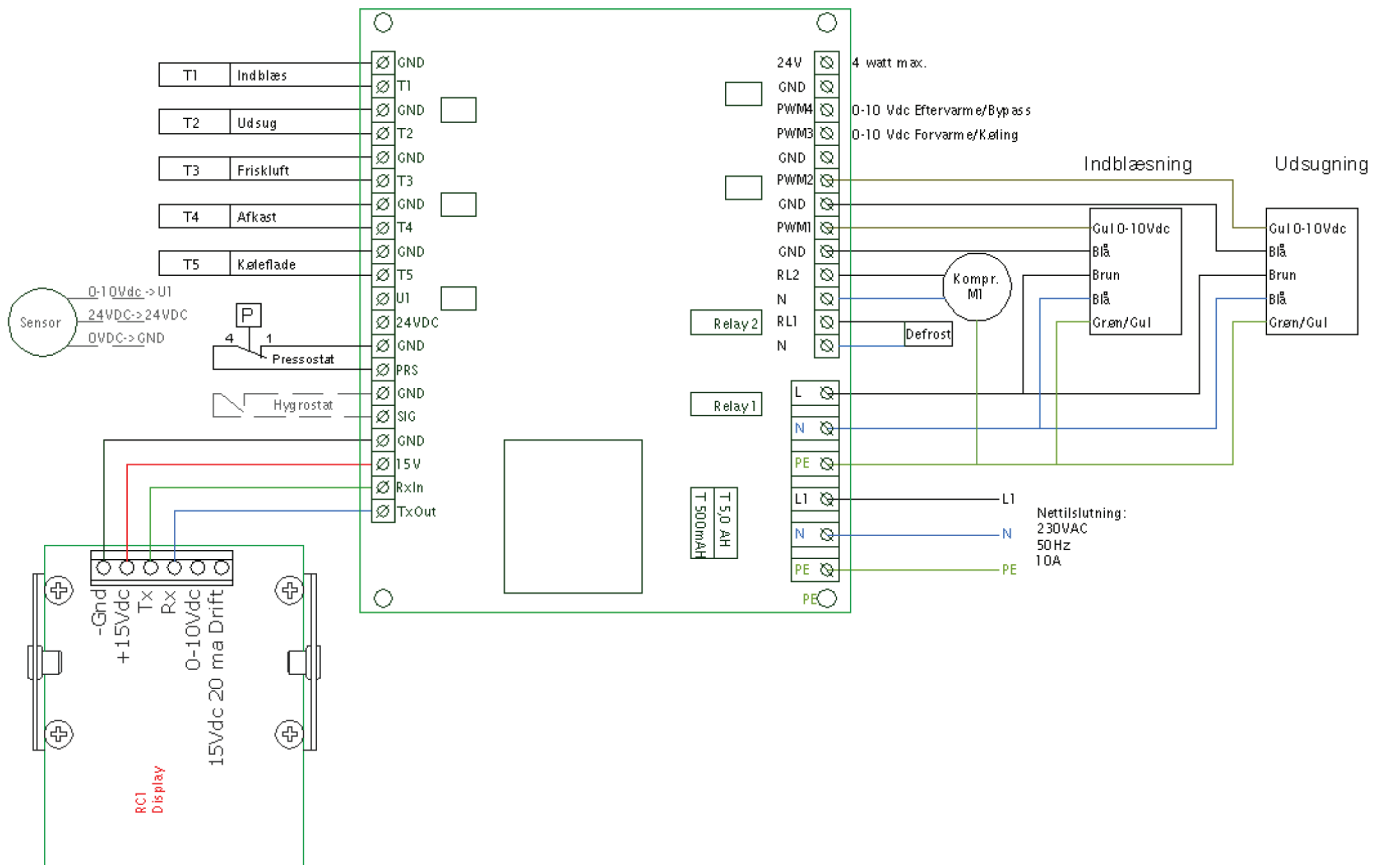 T1 Indblæs
T2 Udsug
T3 Friskluft
T4 Afkast
T5 Køleflade
Sensor
0-10Vdc ->U1
24VDC->24VDC
0VDC->GND
P
4 1
Pressostat
Hygrostat
GND
T1
GND
T2
GND
T3
GND
T4
GND
T5
U1
24VDC
GND
PRS
GND
SIG
GND
15V
RxIn
TxOut
24V 4 watt max.
GND
PWM4 0-10 Vdc Eftervarme/Bypass
PWM3 0-10 Vdc Forvarme/Køling
GND
PWM2
GND
PWM1
GND
RL2
N
RL1
N
Relay 2
Relay 1
L
N
PE
L1
N
PE
PE
T 5,0 AH
T 500mAH
Kompr.
M1
Defrost
Indblæsning
Gul 0-10Vdc
Blå
Brun
Blå
Grøn/Gul
Udsugning
Gul 0-10Vdc
Blå
Brun
Blå
Grøn/Gul
L1
N
PE
Nettilslutning:
230VAC
50Hz
10A
-Gnd
+15Vdc
Tx
Rx
0-10Vdc
15Vdc 20 ma Drift
RC1
Display